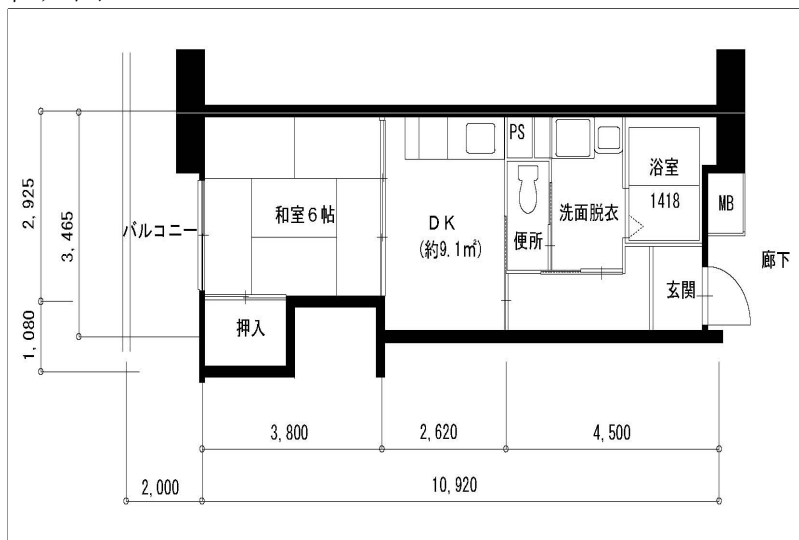 PS
浴室
1418
MB
和室6帖
DK
(約9.1㎡)
便所
洗面脱衣
バルコニー
廊下
玄関
押入
2,925
3,465
1,080
3,800
2,620
4,500
2,000
10,920